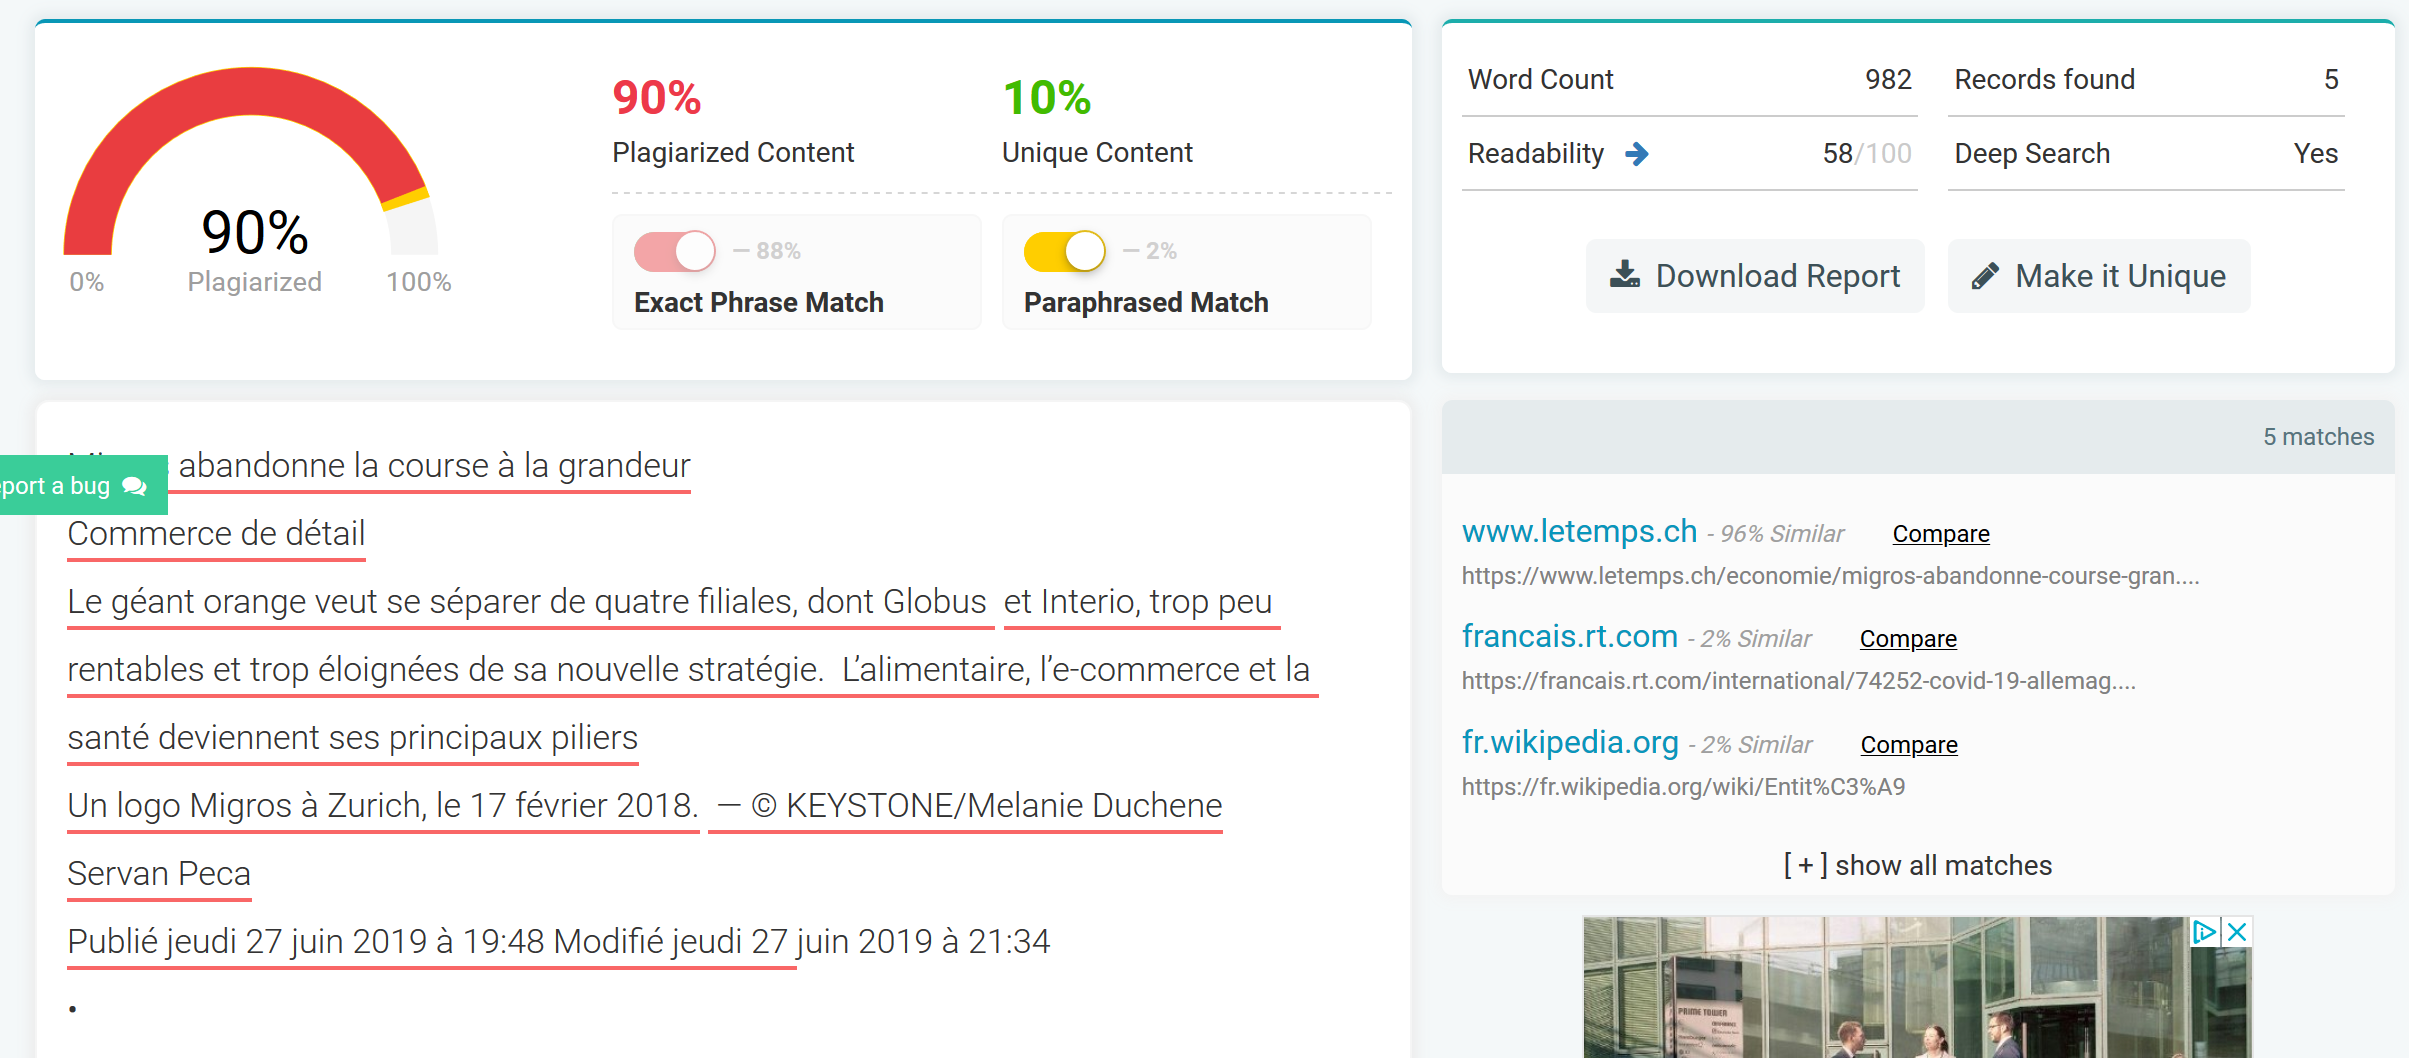 90%
Plagiarized
0%
100%
90%
Plagiarized Content
10%
Unique Content
— 88%
Exact Phrase Match
— 2%
Paraphrased Match
Word Count 982
Records found 5
Readability 58/100
Deep Search Yes
Download Report
Make it Unique
port a bug
abandonne la course à la grandeur
Commerce de détail
Le géant orange veut se séparer de quatre filiales, dont Globus et Interio, trop peu
rentables et trop éloignées de sa nouvelle stratégie. L’alimentaire, l’e-commerce et la
santé deviennent ses principaux piliers
Un logo Migros à Zurich, le 17 février 2018. — © KEYSTONE/Melanie Duchene
Servan Peca
Publié jeudi 27 juin 2019 à 19:48 Modifié jeudi 27 juin 2019 à 21:34
•
5 matches
www.letemps.ch - 96% Similar Compare
https://www.letemps.ch/economie/migros-abandonne-course-gran....
francais.rt.com - 2% Similar Compare
https://francais.rt.com/international/74252-covid-19-allemag....
fr.wikipedia.org - 2% Similar Compare
https://fr.wikipedia.org/wiki/Entit%C3%A9
[ + ] show all matches
PRIME TOWER